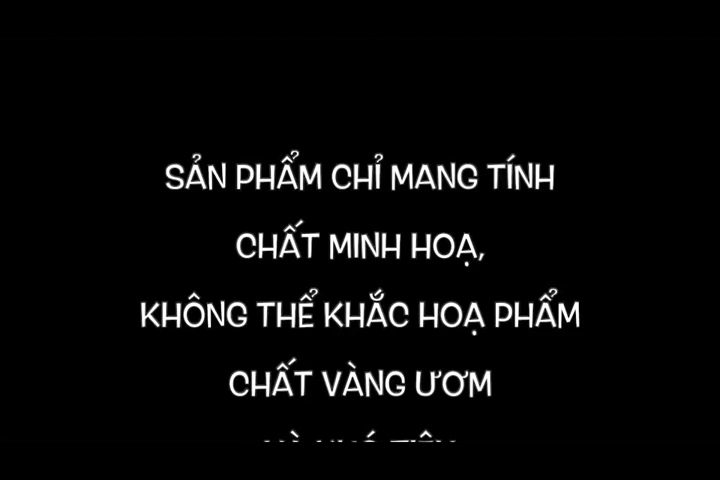 SẢN PHẨM CHỈ MANG TÍNH
CHẤT MINH HOẠ,
KHÔNG THỂ KHẮC HOẠ PHẨM
CHẤT VÀNG ƯƠM